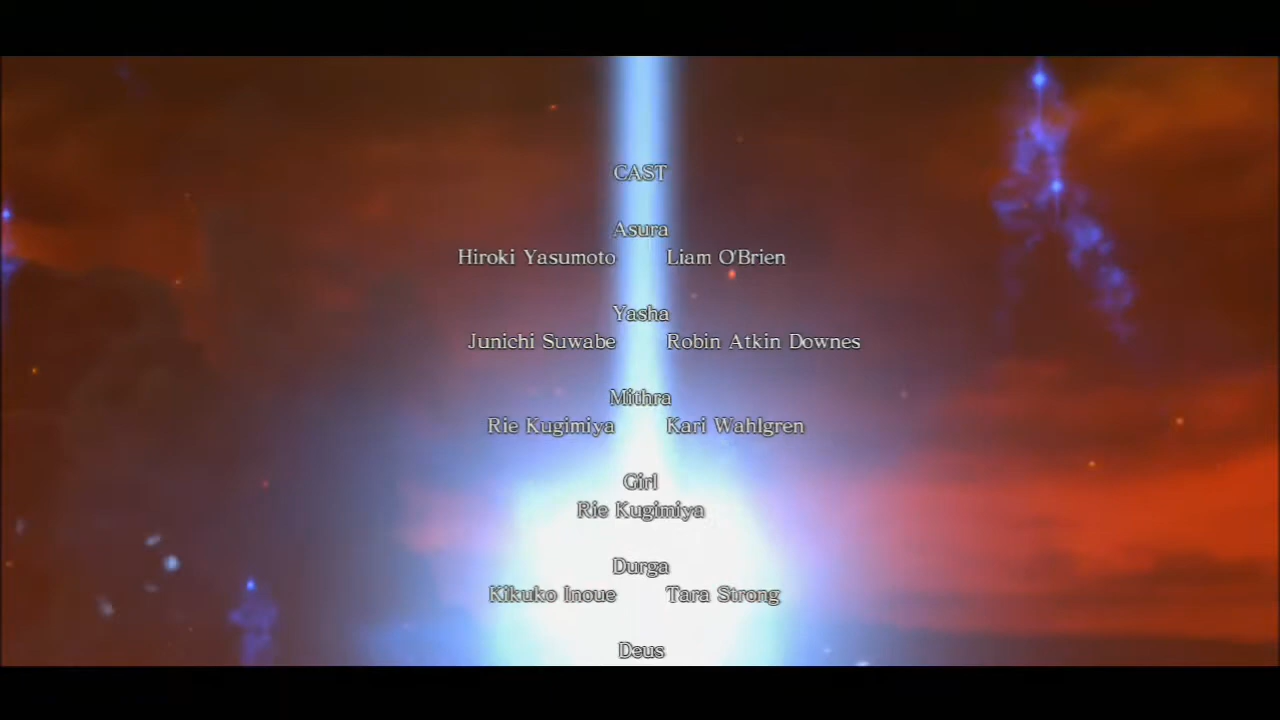 CAST
Asura
Hiroki Yasumoto Liam O'Brien
Yasha
Junichi Suwabe Robin Atkin Downes
Mithra
Rie Kugimiya Kari Wahlgren
Girl
Rie Kugimiya
Durga
Kikuko Inoue Tara Strong
Deus